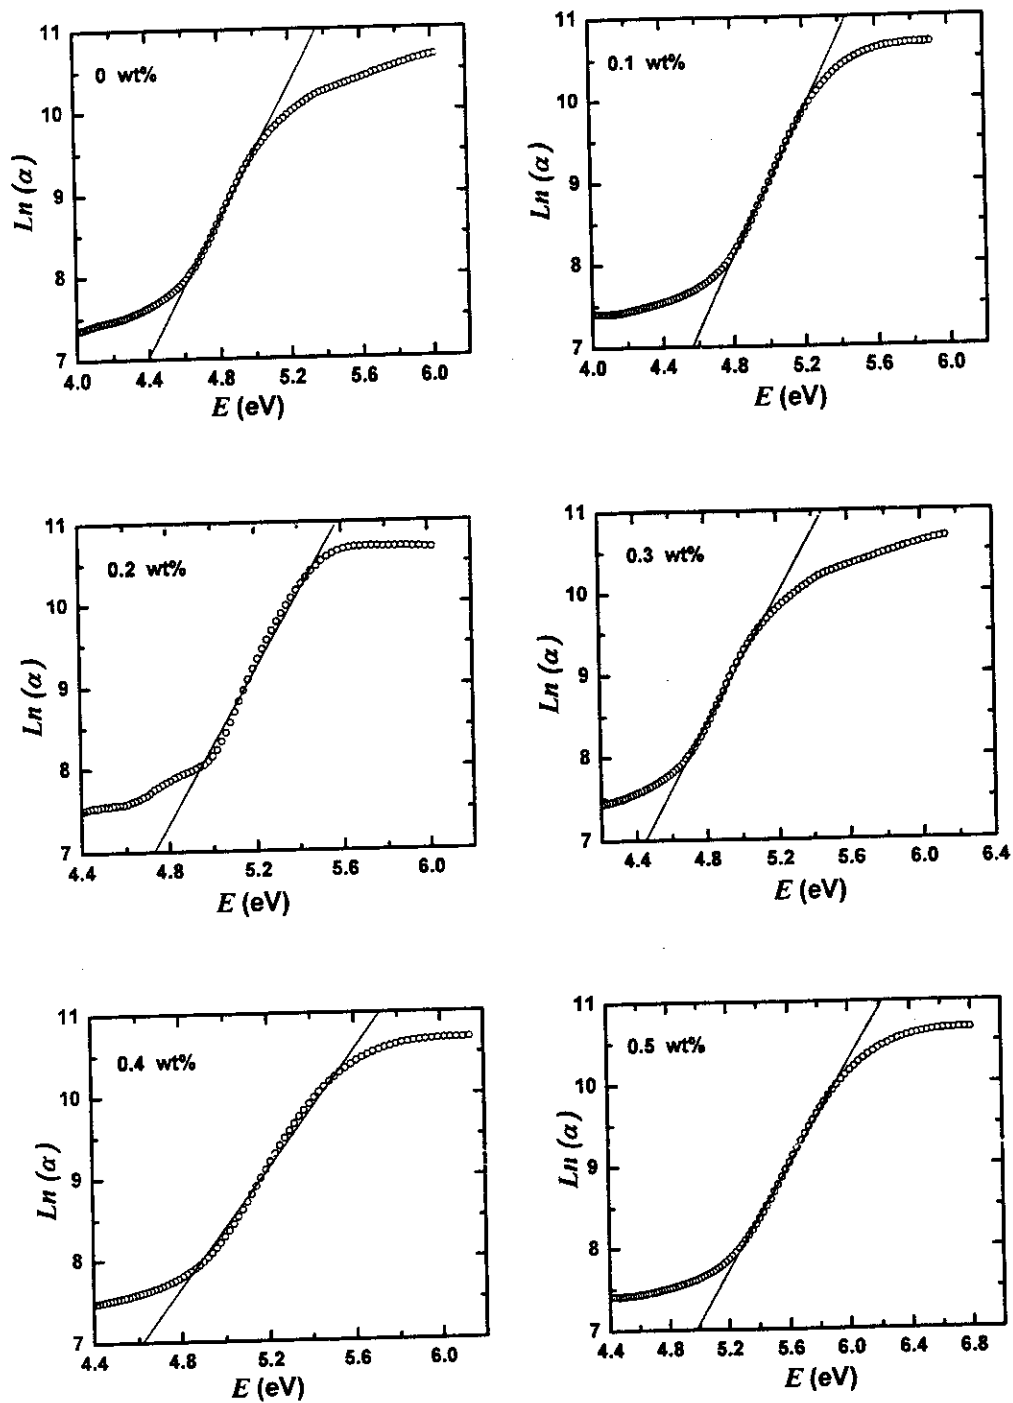 0 wt%
11
10
9
8
7
Ln (α)
4.0 4.4 4.8 5.2 5.6 6.0
E (eV)
0.1 wt%
11
10
9
8
7
Ln (α)
4.0 4.4 4.8 5.2 5.6 6.0
E (eV)
0.2 wt%
11
10
9
8
7
Ln (α)
4.4 4.8 5.2 5.6 6.0
E (eV)
0.3 wt%
11
10
9
8
7
Ln (α)
4.4 4.8 5.2 5.6 6.0 6.4
E (eV)
0.4 wt%
11
10
9
8
7
Ln (α)
4.4 4.8 5.2 5.6 6.0
E (eV)
0.5 wt%
11
10
9
8
7
Ln (α)
4.4 4.8 5.2 5.6 6.0 6.4 6.8
E (eV)